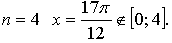 n = 4 x = 17π/12 ∉ [0; 4].